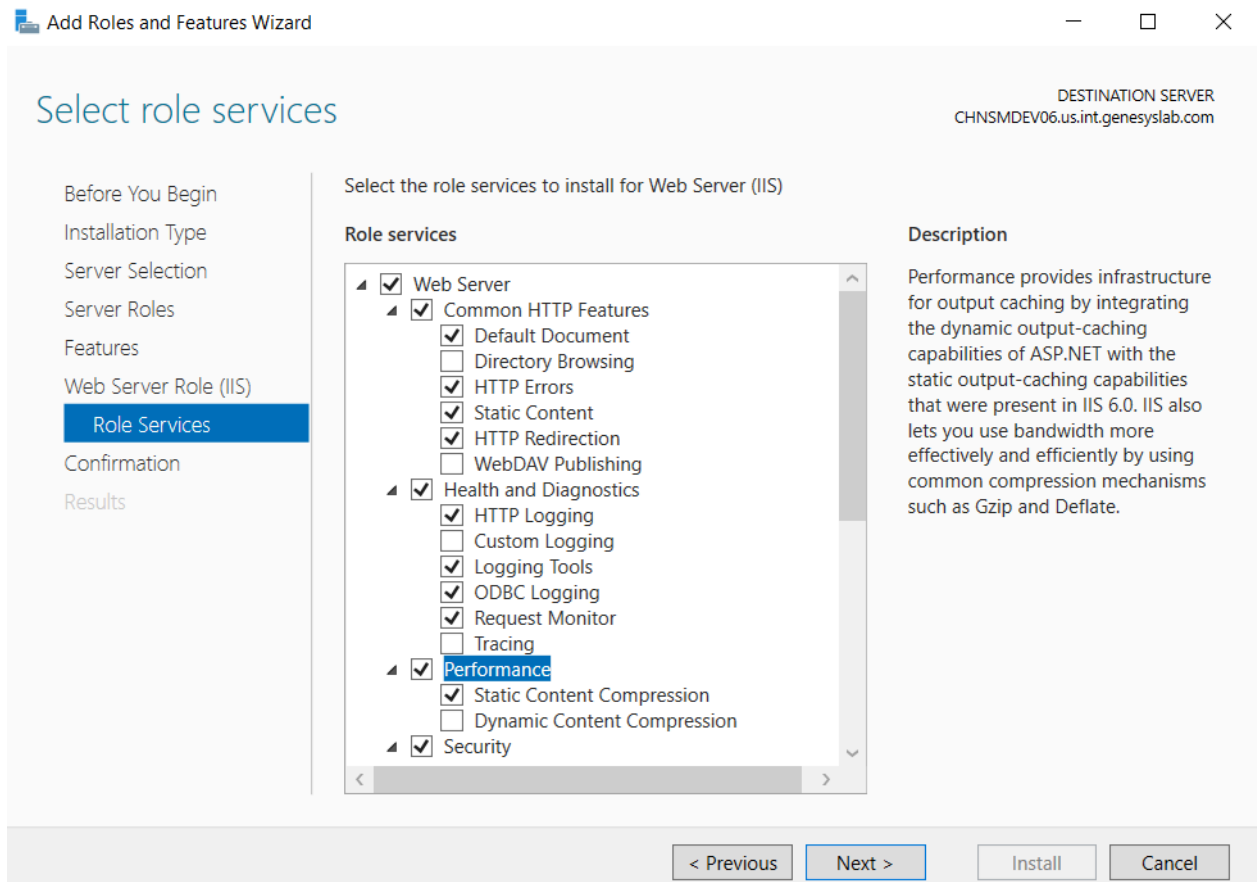 Add Roles and Features Wizard
Select role services
DESTINATION SERVER
CHNSMDEV06.us.int.genesyslab.com
Before You Begin
Installation Type
Server Selection
Server Roles
Features
Web Server Role (IIS)
Role Services
Confirmation
Results
Select the role services to install for Web Server (IIS)
Role services
Web Server
Common HTTP Features
Default Document
Directory Browsing
HTTP Errors
Static Content
HTTP Redirection
WebDAV Publishing
Health and Diagnostics
HTTP Logging
Custom Logging
Logging Tools
ODBC Logging
Request Monitor
Tracing
Performance
Static Content Compression
Dynamic Content Compression
Security
Description
Performance provides infrastructure
for output caching by integrating
the dynamic output-caching
capabilities of ASP.NET with the
static output-caching capabilities
that were present in IIS 6.0. IIS also
lets you use bandwidth more
effectively and efficiently by using
common compression mechanisms
such as Gzip and Deflate.
< Previous
Next >
Install
Cancel